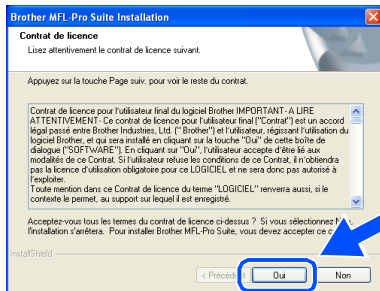 Brother MFL-Pro Suite Installation
Contrat de licence
Lisez attentivement le contrat de licence suivant.
Appuyez sur la touche Page suiv. pour voir le reste du contrat.
Contrat de licence pour l'utilisateur final du logiciel Brother IMPORTANT- A LIRE
ATTENTIVEMENT- Ce contrat de licence pour l'utilisateur final ("Contrat") est un accord
légal passé entre Brother Industries, Ltd. (" Brother") et l'utilisateur, régissant l'utilisation du
logiciel Brother, et qui sera installé en cliquant sur la touche "Oui" de cette boîte de
dialogue ("SOFTWARE"). En cliquant sur "Oui", l'utilisateur accepte d'être lié aux
modalités de ce Contrat. Si l'utilisateur refuse les conditions de ce Contrat, il n'obtiendra
pas la licence d'utilisation obligatoire pour ce LOGICIEL et ne sera donc pas autorisé à
l'exploiter.
Toute mention dans ce Contrat de licence du terme "LOGICIEL" renverra aussi, si le
contexte le permet, au support sur lequel il est enregistré.
Acceptez-vous tous les termes du contrat de licence ci-dessus ? Si vous sélectionnez
l'installation s'arrêtera. Pour installer Brother MFL-Pro Suite, vous devez accepter ce
InstallShield
< Précédent
Oui
Non